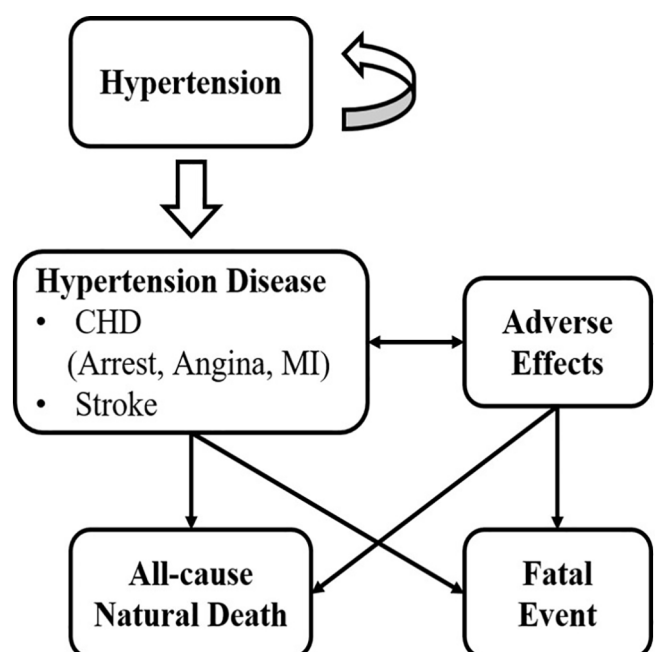 Hypertension
Hypertension Disease
• CHD
(Arrest, Angina, MI)
• Stroke
Adverse
Effects
All-cause
Natural Death
Fatal
Event